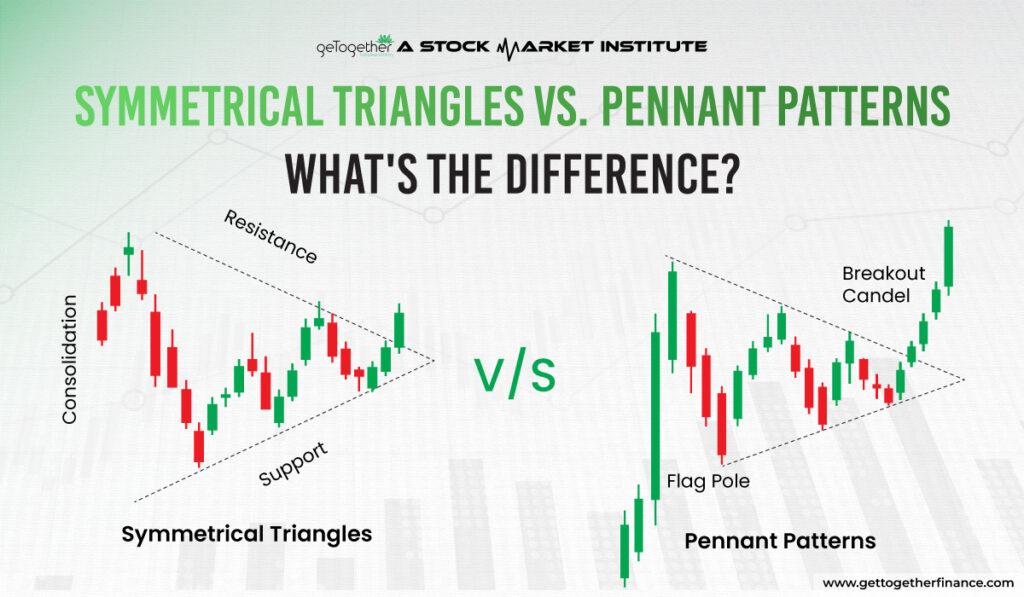 geTogether A STOCK MARKET INSTITUTE
SYMMETRICAL TRIANGLES VS. PENNANT PATTERNS
WHAT'S THE DIFFERENCE?
Resistance
Consolidation
Support
Symmetrical Triangles
v/s
Breakout
Candel
Flag Pole
Pennant Patterns
www.gettogetherfinance.com